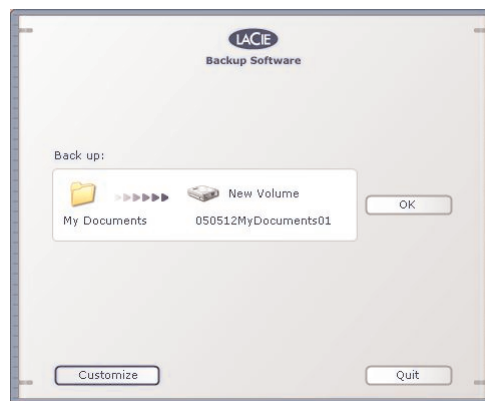 LACIE
Backup Software
Back up:
New Volume
My Documents 050512MyDocuments01
OK
Customize
Quit